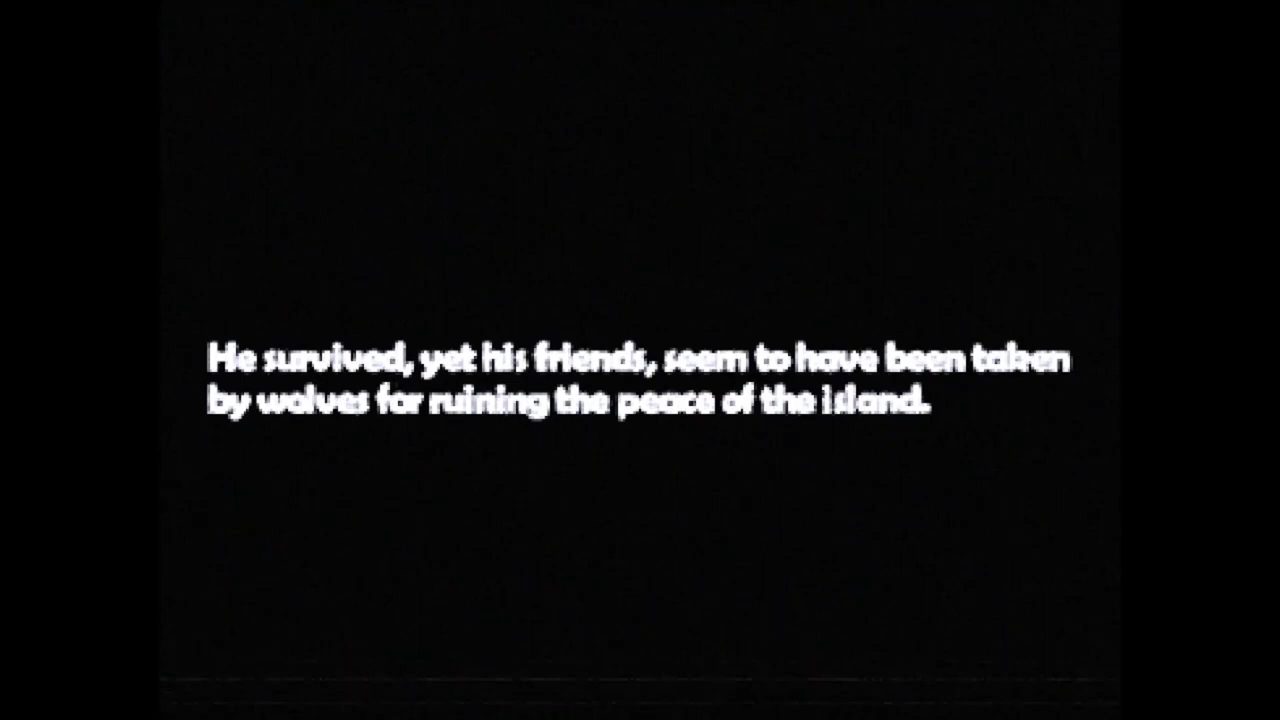 He survived, yet his friends, seem to have been taken
by wolves for ruining the peace of the island.